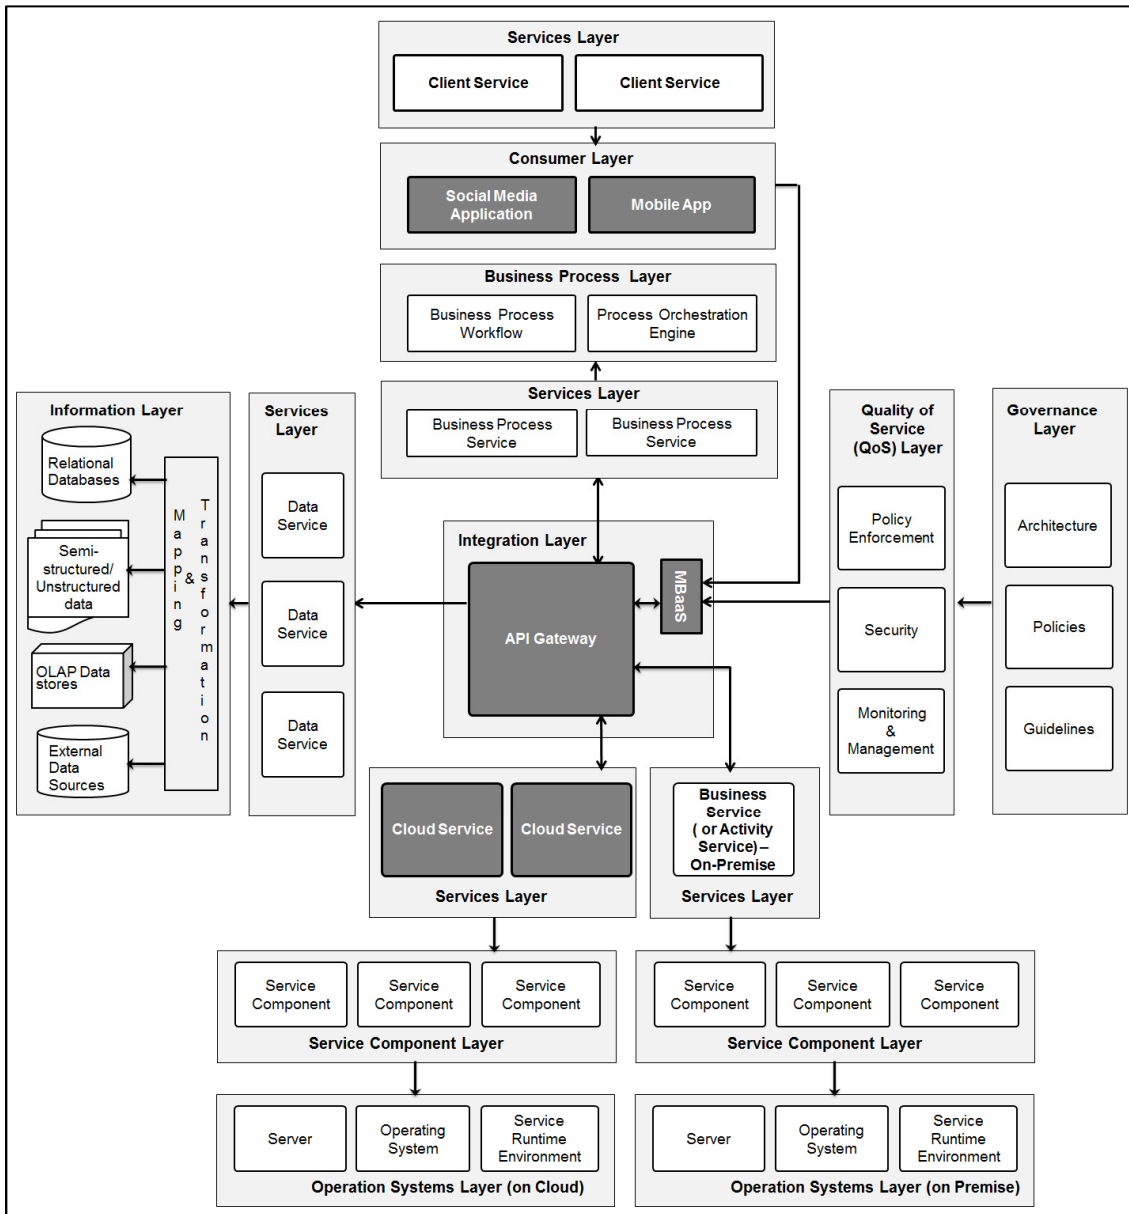 Services Layer
Client Service
Client Service
Consumer Layer
Social Media
Application
Mobile App
Business Process Layer
Business Process
Workflow
Process Orchestration
Engine
Services Layer
Business Process
Service
Business Process
Service
Information Layer
Relational
Databases
Semi-
structured/
Unstructured data
OLAP Data
stores
External
Data
Sources
Mapping
&
Transformation
Services
Layer
Data
Service
Data
Service
Data
Service
Integration Layer
API Gateway
MBaaS
Quality of
Service
(QoS) Layer
Policy
Enforcement
Security
Monitoring
&
Management
Governance
Layer
Architecture
Policies
Guidelines
Cloud Service
Cloud Service
Services Layer
Business
Service
( or Activity
Service) –
On-Premise
Services Layer
Service
Component
Service
Component
Service
Component
Service Component Layer
Service
Component
Service
Component
Service
Component
Service Component Layer
Server
Operating
System
Service
Runtime
Environment
Operation Systems Layer (on Cloud)
Server
Operating
System
Service
Runtime
Environment
Operation Systems Layer (on Premise)